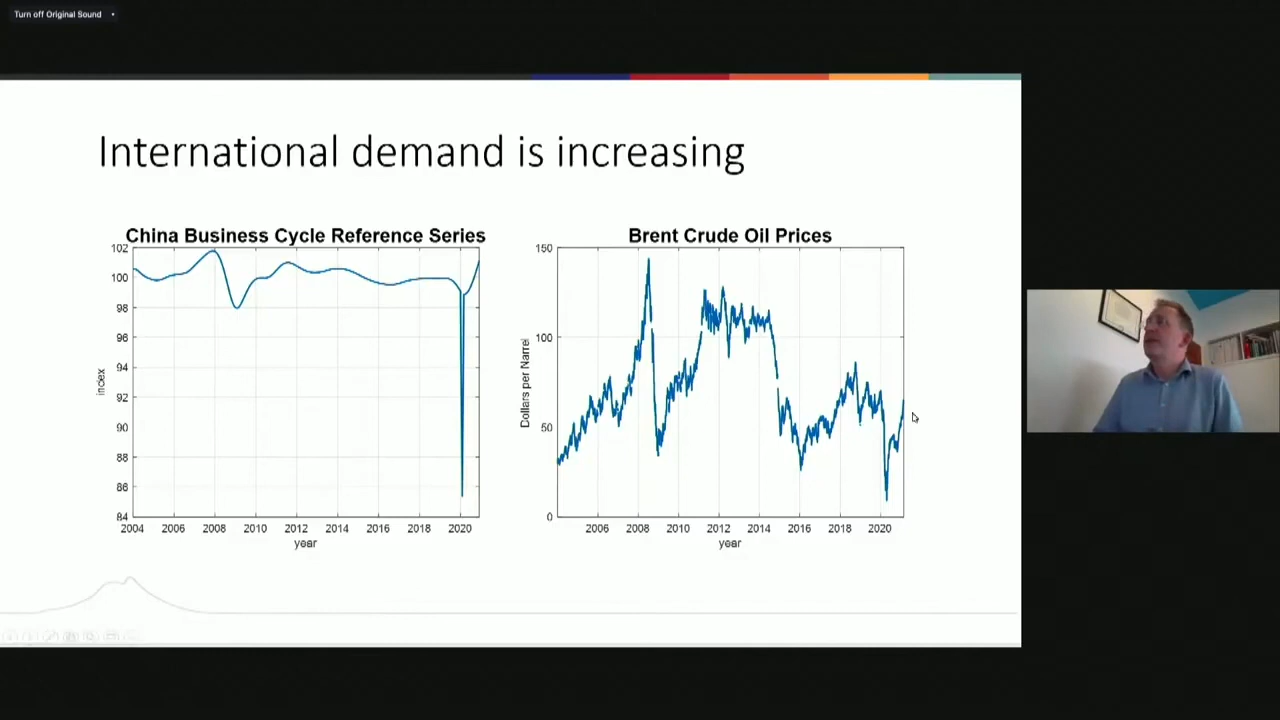 Turn off Original Sound
International demand is increasing
China Business Cycle Reference Series
102
100
98
96
94
92
90
88
86
84
index
2004 2006 2008 2010 2012 2014 2016 2018 2020
year
Brent Crude Oil Prices
150
100
50
0
Dollars per Narrel
2006 2008 2010 2012 2014 2016 2018 2020
year